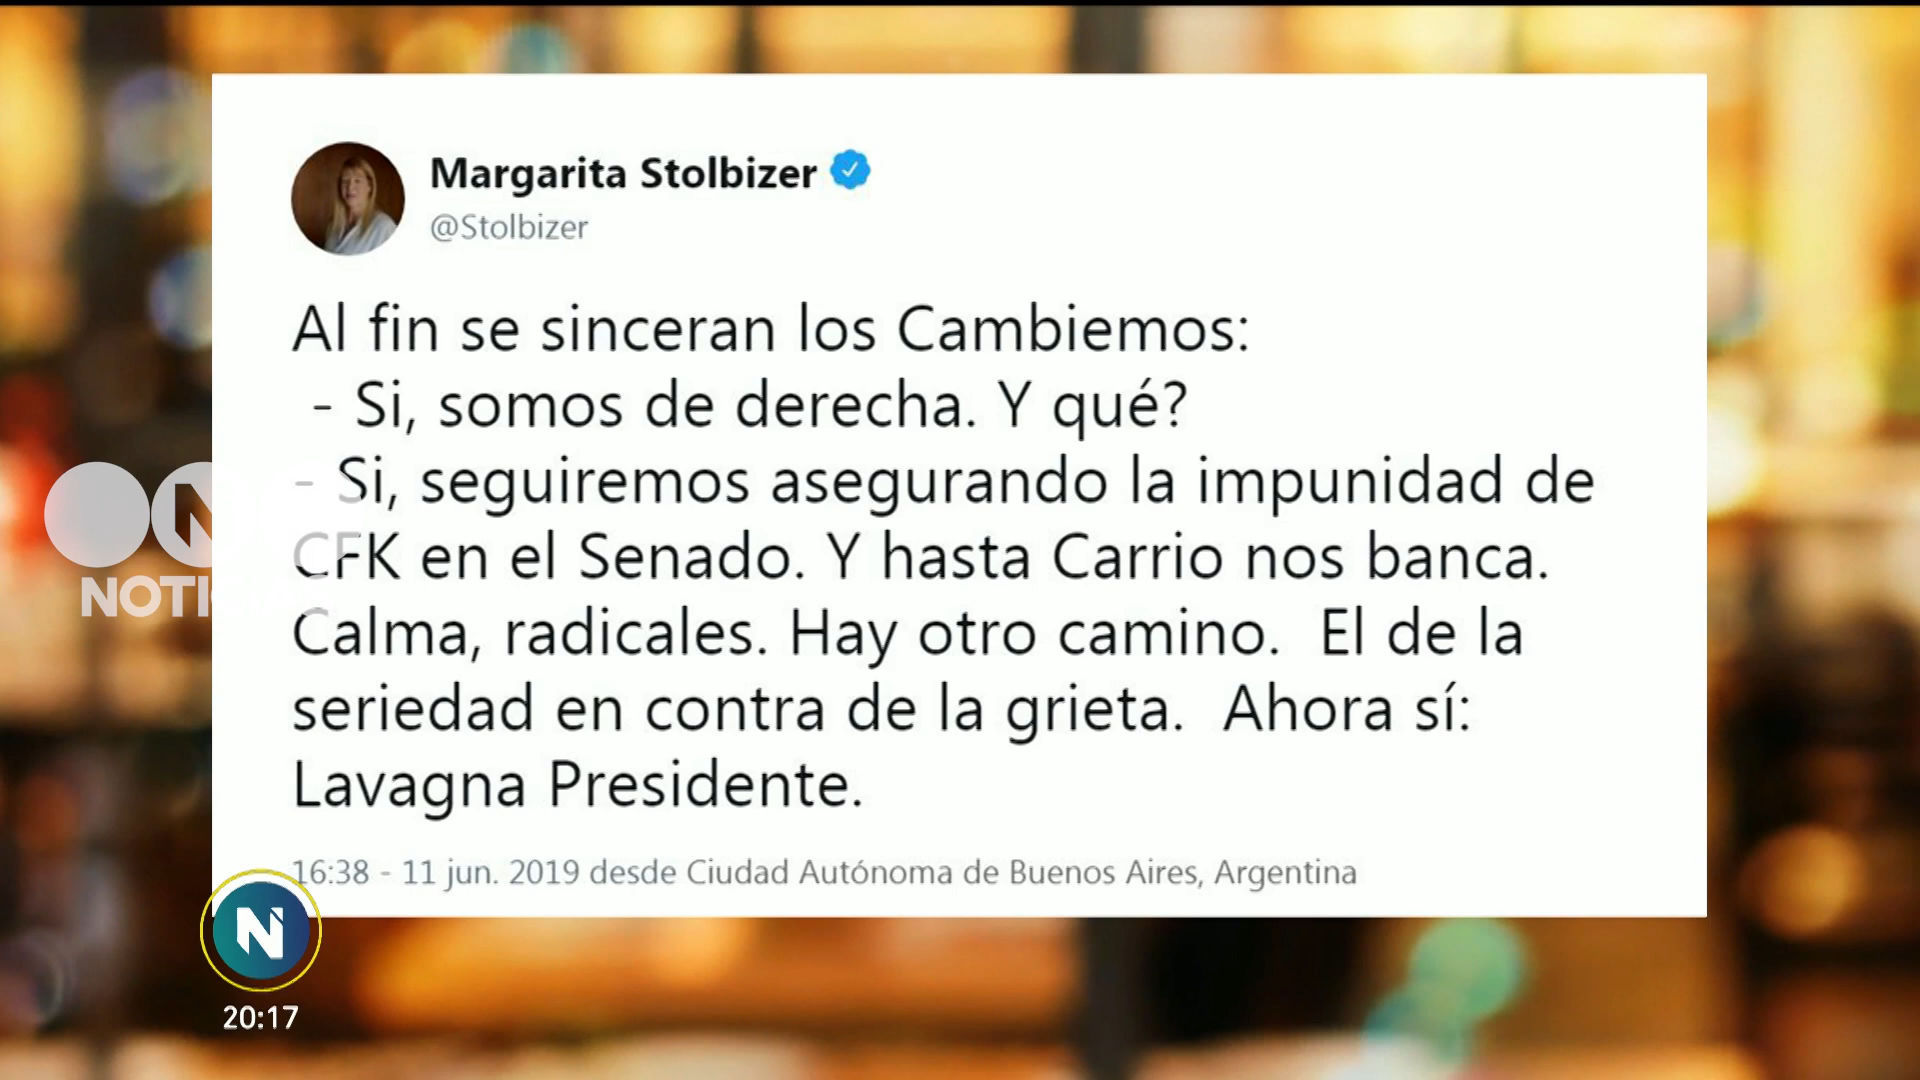 Margarita Stolbizer
@Stolbizer
Al fin se sinceran los Cambiemos:
- Si, somos de derecha. Y qué?
- Si, seguiremos asegurando la impunidad de
CFK en el Senado. Y hasta Carrio nos banca.
Calma, radicales. Hay otro camino. El de la
seriedad en contra de la grieta. Ahora sí:
Lavagna Presidente.
16:38 - 11 jun. 2019 desde Ciudad Autónoma de Buenos Aires, Argentina
N
NOTICIAS
N
20:17